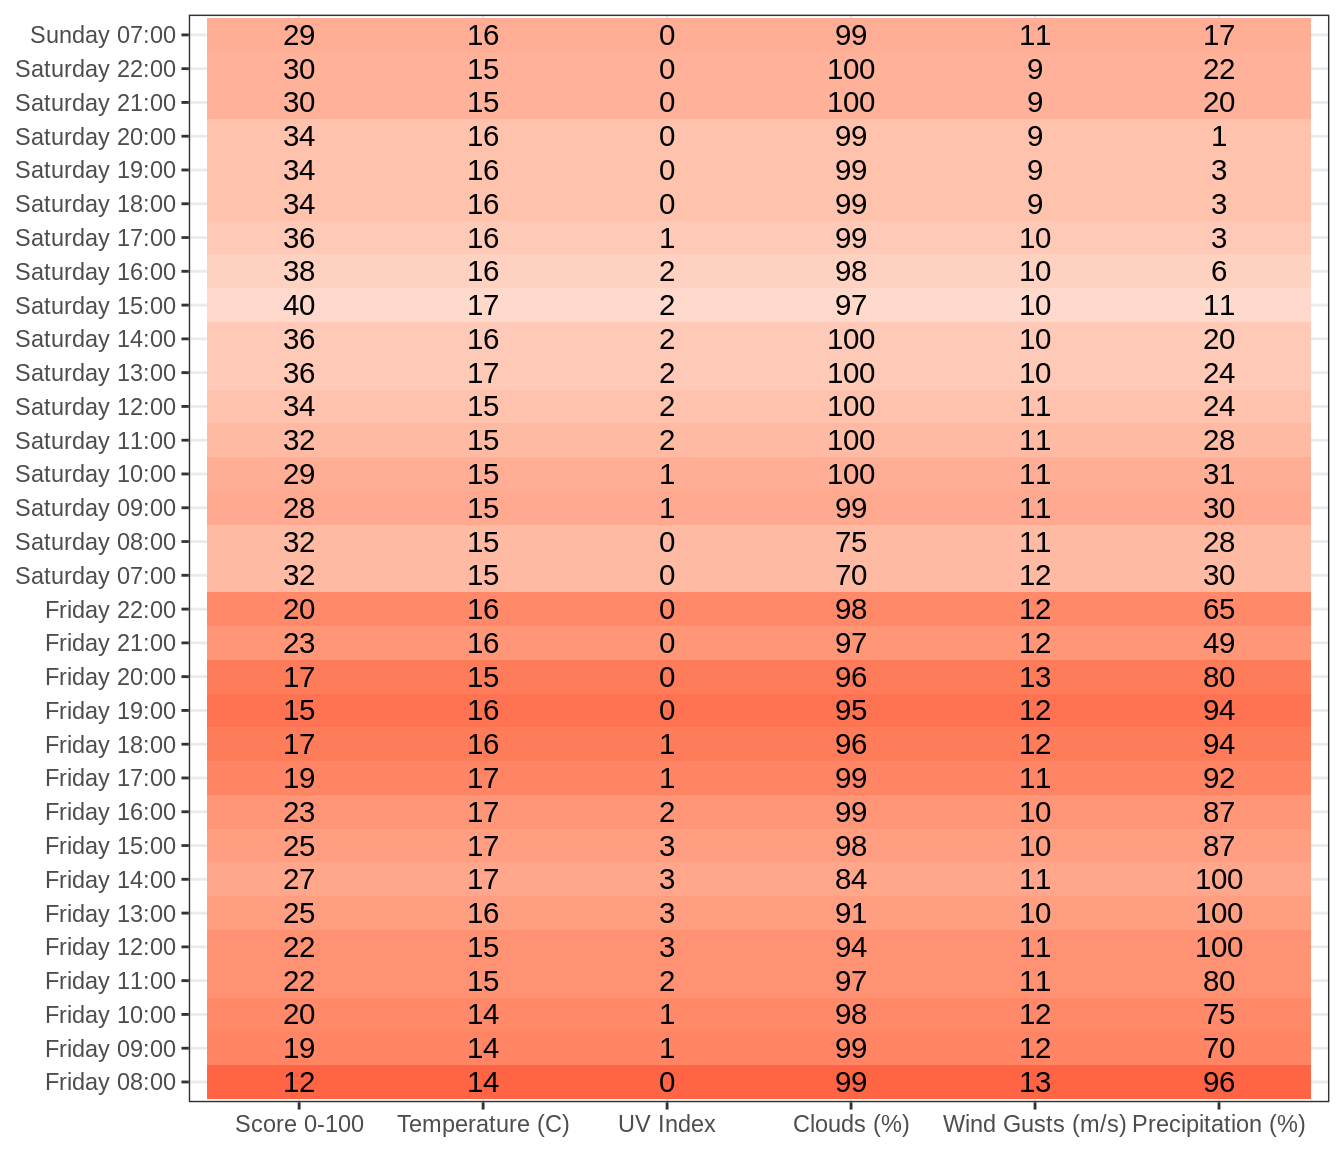 Sunday 07:00 29 16 0 99 11 17
Saturday 22:00 30 15 0 100 9 22
Saturday 21:00 30 15 0 100 9 20
Saturday 20:00 34 16 0 99 9 1
Saturday 19:00 34 16 0 99 9 3
Saturday 18:00 34 16 0 99 9 3
Saturday 17:00 36 16 1 99 10 3
Saturday 16:00 38 16 2 98 10 6
Saturday 15:00 40 17 2 97 10 11
Saturday 14:00 36 16 2 100 10 20
Saturday 13:00 36 17 2 100 10 24
Saturday 12:00 34 15 2 100 11 24
Saturday 11:00 32 15 2 100 11 28
Saturday 10:00 29 15 1 100 11 31
Saturday 09:00 28 15 1 99 11 30
Saturday 08:00 32 15 0 75 11 28
Saturday 07:00 32 15 0 70 12 30
Friday 22:00 20 16 0 98 12 65
Friday 21:00 23 16 0 97 12 49
Friday 20:00 17 15 0 96 13 80
Friday 19:00 15 16 0 95 12 94
Friday 18:00 17 16 1 96 12 94
Friday 17:00 19 17 1 99 11 92
Friday 16:00 23 17 2 99 10 87
Friday 15:00 25 17 3 98 10 87
Friday 14:00 27 17 3 84 11 100
Friday 13:00 25 16 3 91 10 100
Friday 12:00 22 15 3 94 11 100
Friday 11:00 22 15 2 97 11 80
Friday 10:00 20 14 1 98 12 75
Friday 09:00 19 14 1 99 12 70
Friday 08:00 12 14 0 99 13 96
Score 0-100 Temperature (C) UV Index Clouds (%) Wind Gusts (m/s) Precipitation (%)